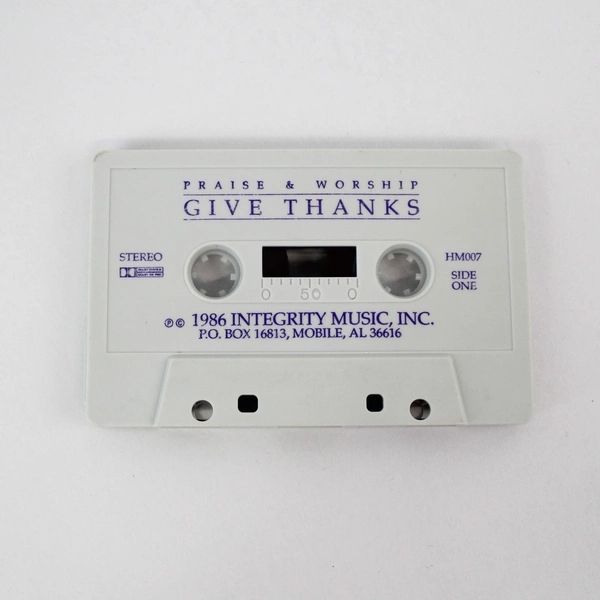 PRAISE & WORSHIP
GIVE THANKS
STEREO
HM007
SIDE
ONE
0 50 0
℗ © 1986 INTEGRITY MUSIC, INC.
P.O. BOX 16813, MOBILE, AL 36616